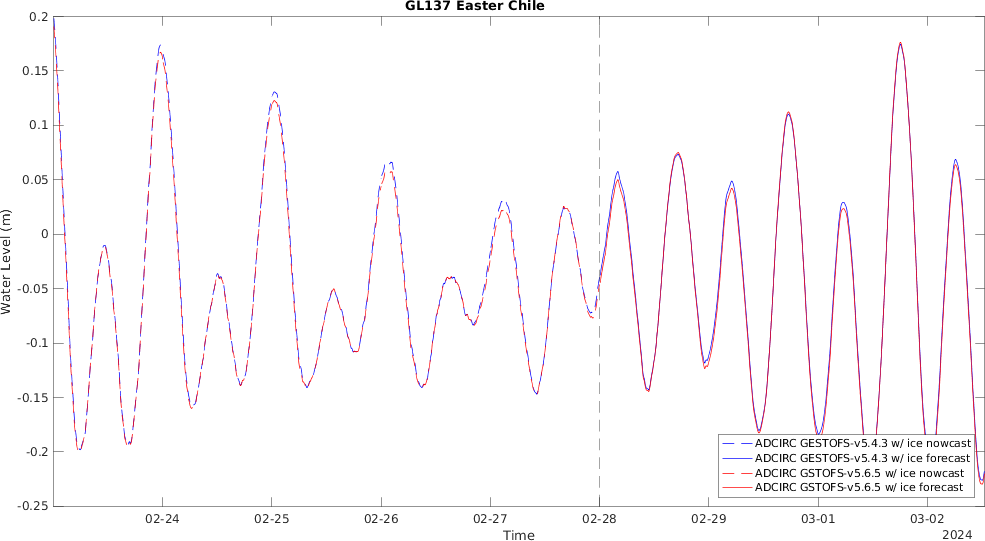 GL137 Easter Chile
0.2
0.15
0.1
0.05
0
-0.05
-0.1
-0.15
-0.2
-0.25
Water Level (m)
ADCIRC GESTOFS-v5.4.3 w/ ice nowcast
ADCIRC GESTOFS-v5.4.3 w/ ice forecast
ADCIRC GSTOFS-v5.6.5 w/ ice nowcast
ADCIRC GSTOFS-v5.6.5 w/ ice forecast
02-24 02-25 02-26 02-27 02-28 02-29 03-01 03-02
Time
2024